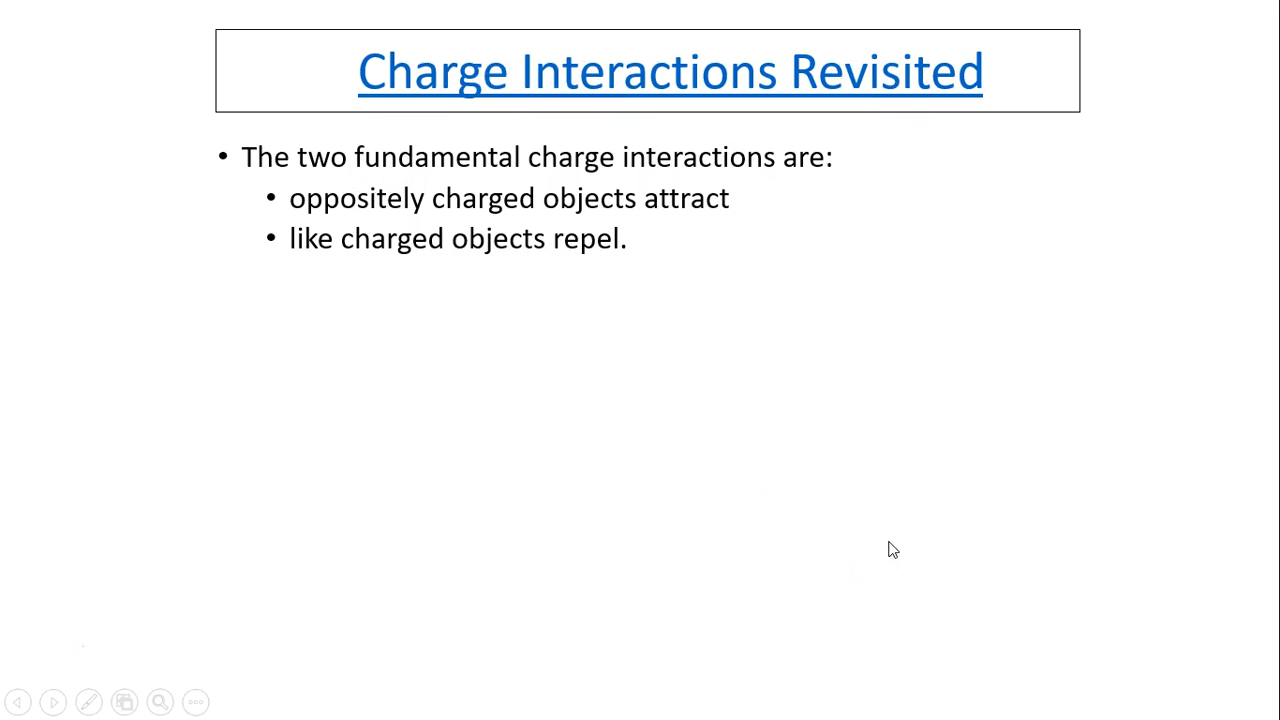 Charge Interactions Revisited
• The two fundamental charge interactions are:
• oppositely charged objects attract
• like charged objects repel.